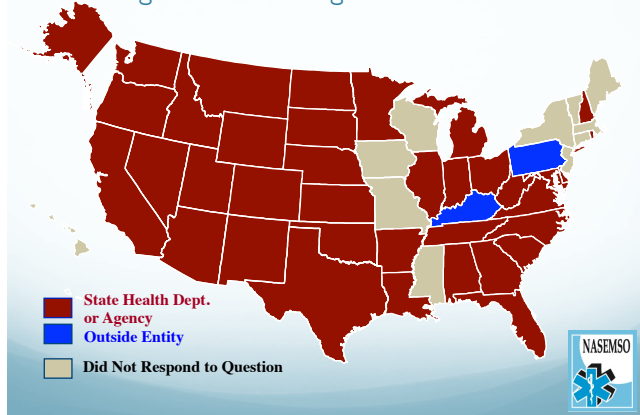 State Health Dept.
or Agency
Outside Entity
Did Not Respond to Question
NASEMSO